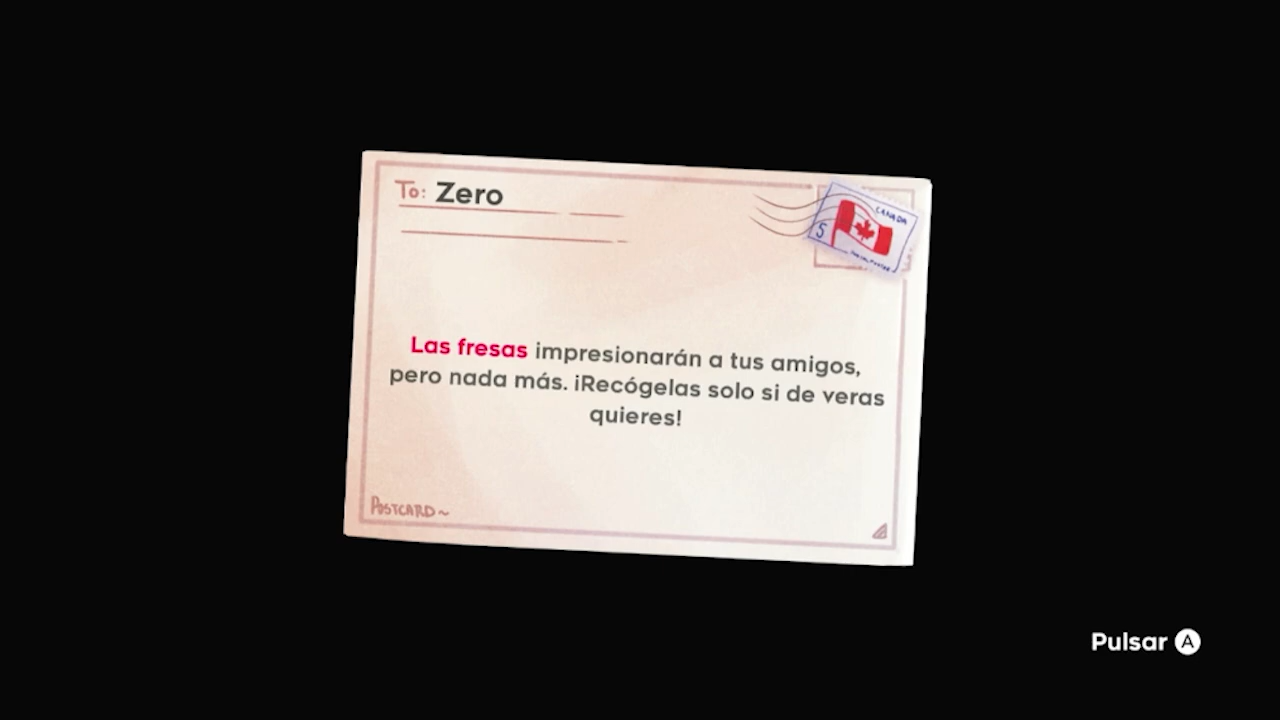 To: Zero
CANADA
5
Las fresas impresionarán a tus amigos,
pero nada más. ¡Recógelas solo si de veras
quieres!
POSTCARD~
Pulsar A